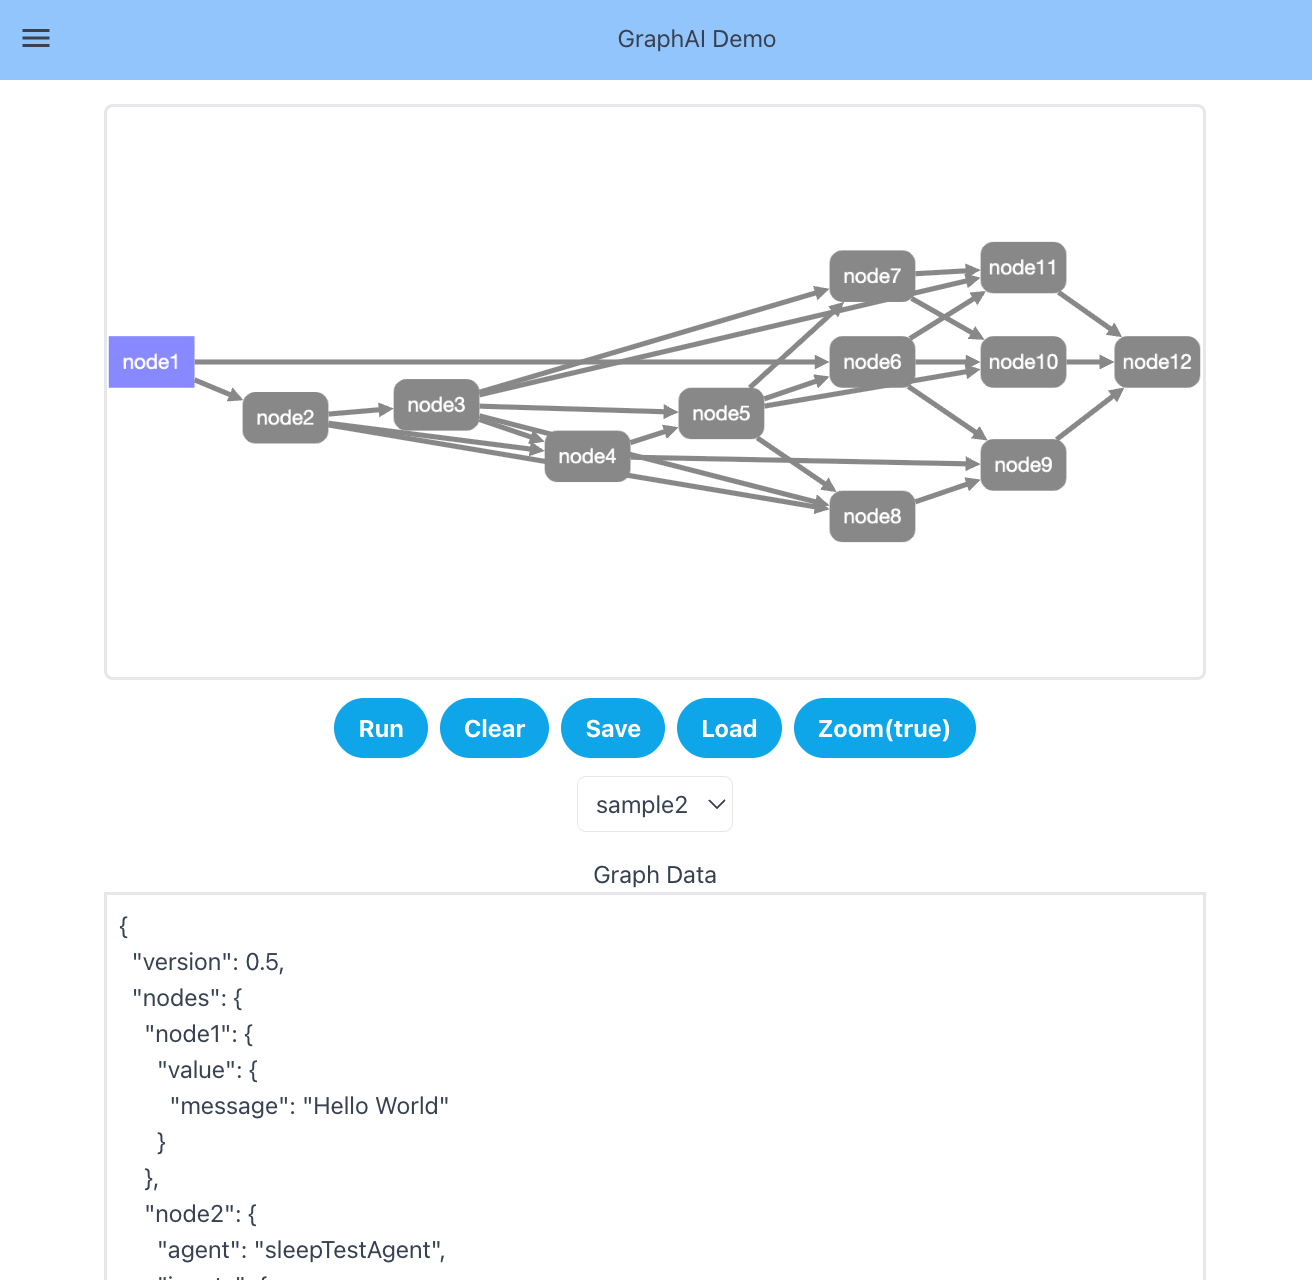 GraphAI Demo
node7
node11
node1
node6
node10
node12
node3
node2
node5
node4
node9
node8
Run Clear Save Load Zoom(true)
sample2
Graph Data
{
"version": 0.5,
"nodes": {
"node1": {
"value": {
"message": "Hello World"
}
},
"node2": {
"agent": "sleepTestAgent",